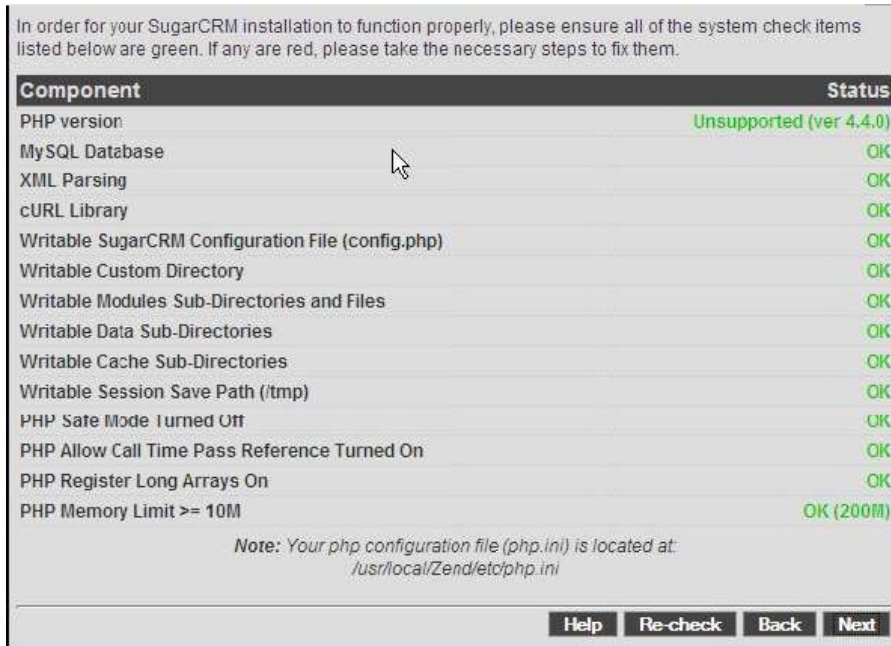 In order for your SugarCRM installation to function properly, please ensure all of the system check items
listed below are green. If any are red, please take the necessary steps to fix them.
Component Status
PHP version Unsupported (ver 4.4.0)
MySQL Database OK
XML Parsing OK
cURL Library OK
Writable SugarCRM Configuration File (config.php) OK
Writable Custom Directory OK
Writable Modules Sub-Directories and Files OK
Writable Data Sub-Directories OK
Writable Cache Sub-Directories OK
Writable Session Save Path (/tmp) OK
PHP Safe Mode Turned Off OK
PHP Allow Call Time Pass Reference Turned On OK
PHP Register Long Arrays On OK
PHP Memory Limit >= 10M OK (200M)
Note: Your php configuration file (php.ini) is located at:
/usr/local/Zend/etc/php.ini
Help Re-check Back Next